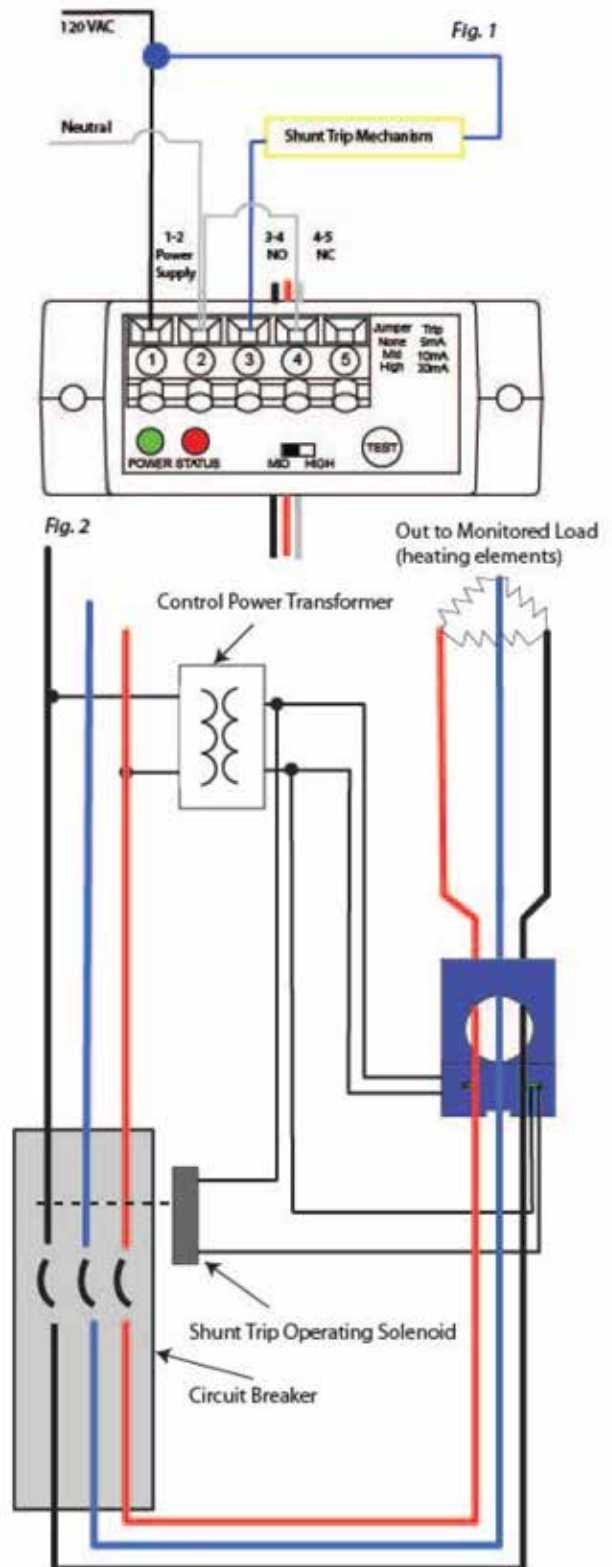 120 VAC
Fig. 1
Neutral
Shunt Trip Mechanism
1-2
Power
Supply
3-4
NO
4-5
NC
Jumper Trip
None 5mA
Mid 10mA
High 30mA
1 2 3 4 5
POWER STATUS
MID HIGH
TEST
Fig. 2
Out to Monitored Load
(heating elements)
Control Power Transformer
Shunt Trip Operating Solenoid
Circuit Breaker